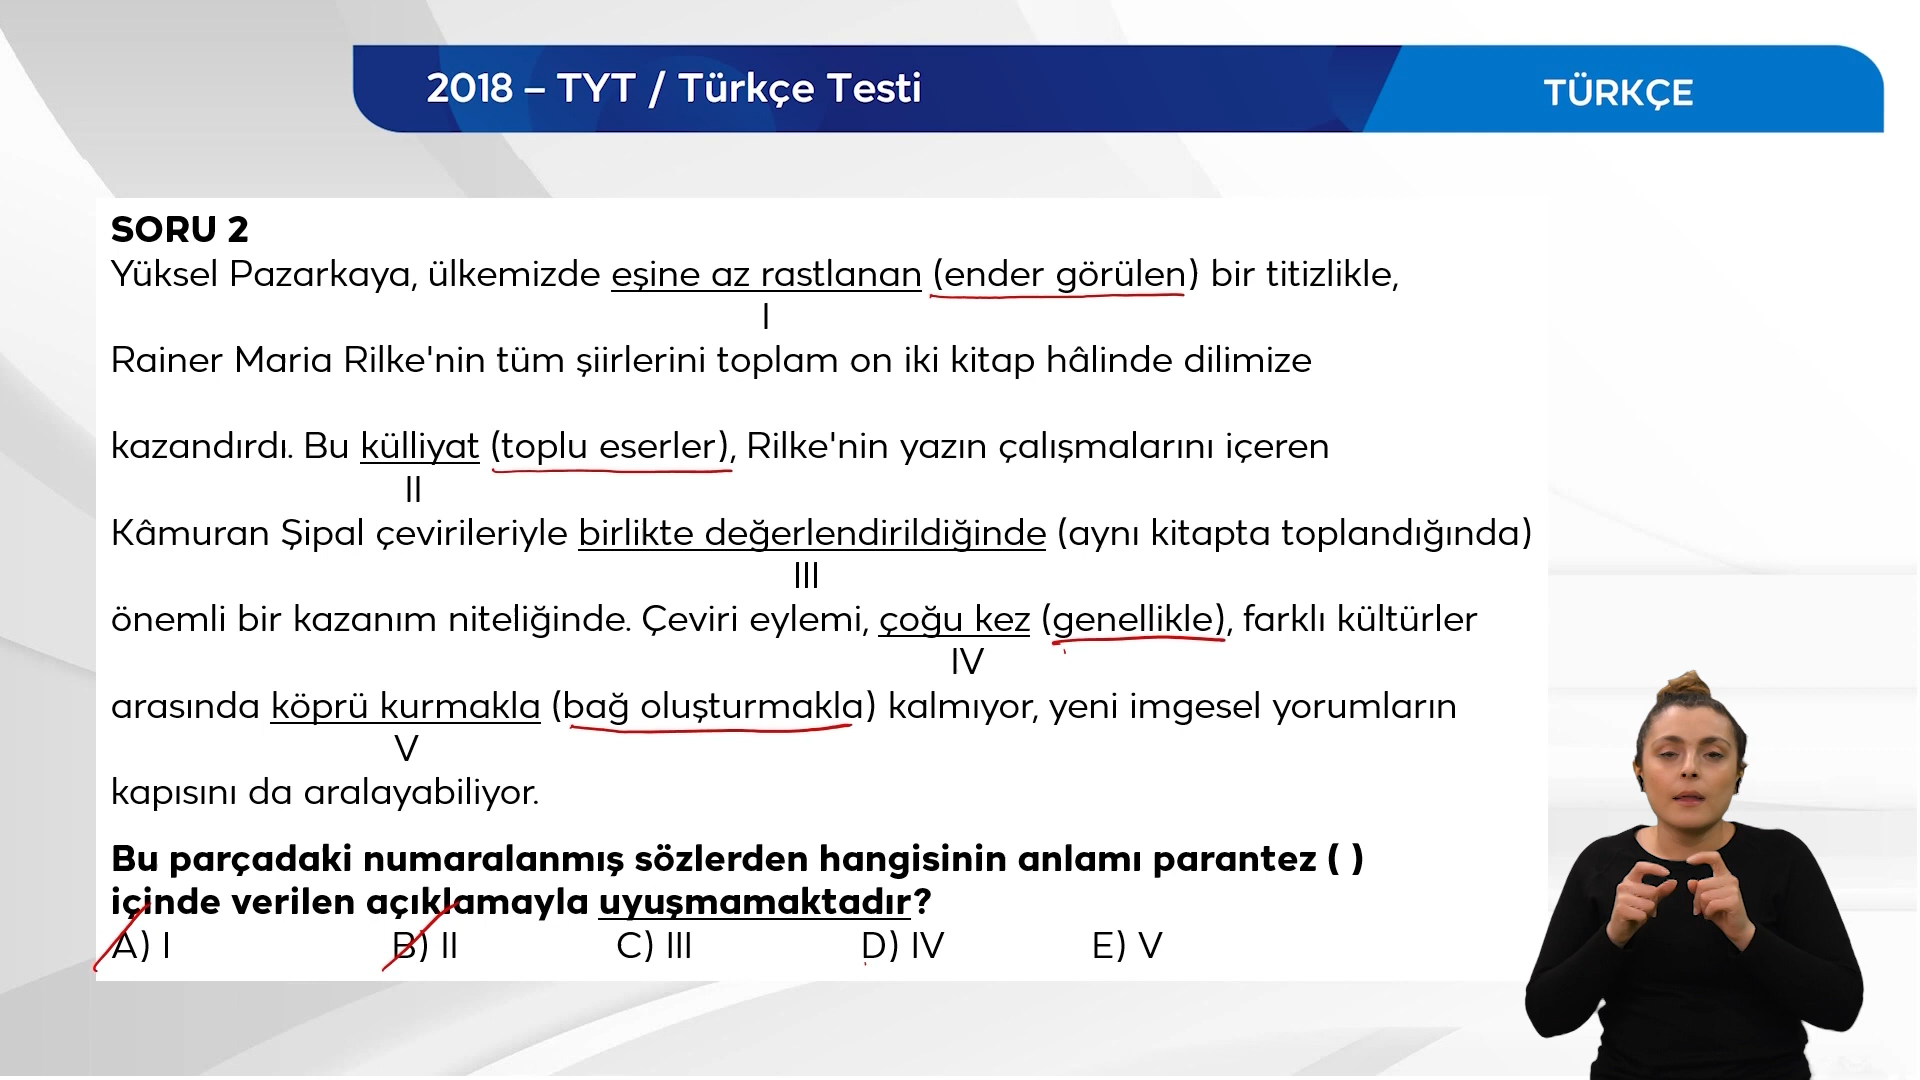 2018 – TYT / Türkçe Testi
TÜRKÇE
SORU 2
Yüksel Pazarkaya, ülkemizde eşine az rastlanan (ender görülen) bir titizlikle,
I
Rainer Maria Rilke'nin tüm şiirlerini toplam on iki kitap hâlinde dilimize
kazandırdı. Bu külliyat (toplu eserler), Rilke'nin yazın çalışmalarını içeren
II
Kâmuran Şipal çevirileriyle birlikte değerlendirildiğinde (aynı kitapta toplandığında)
III
önemli bir kazanım niteliğinde. Çeviri eylemi, çoğu kez (genellikle), farklı kültürler
IV
arasında köprü kurmakla (bağ oluşturmakla) kalmıyor, yeni imgesel yorumların
V
kapısını da aralayabiliyor.
Bu parçadaki numaralanmış sözlerden hangisinin anlamı parantez ( )
içinde verilen açıklamayla uyuşmamaktadır?
A) I B) II C) III D) IV E) V